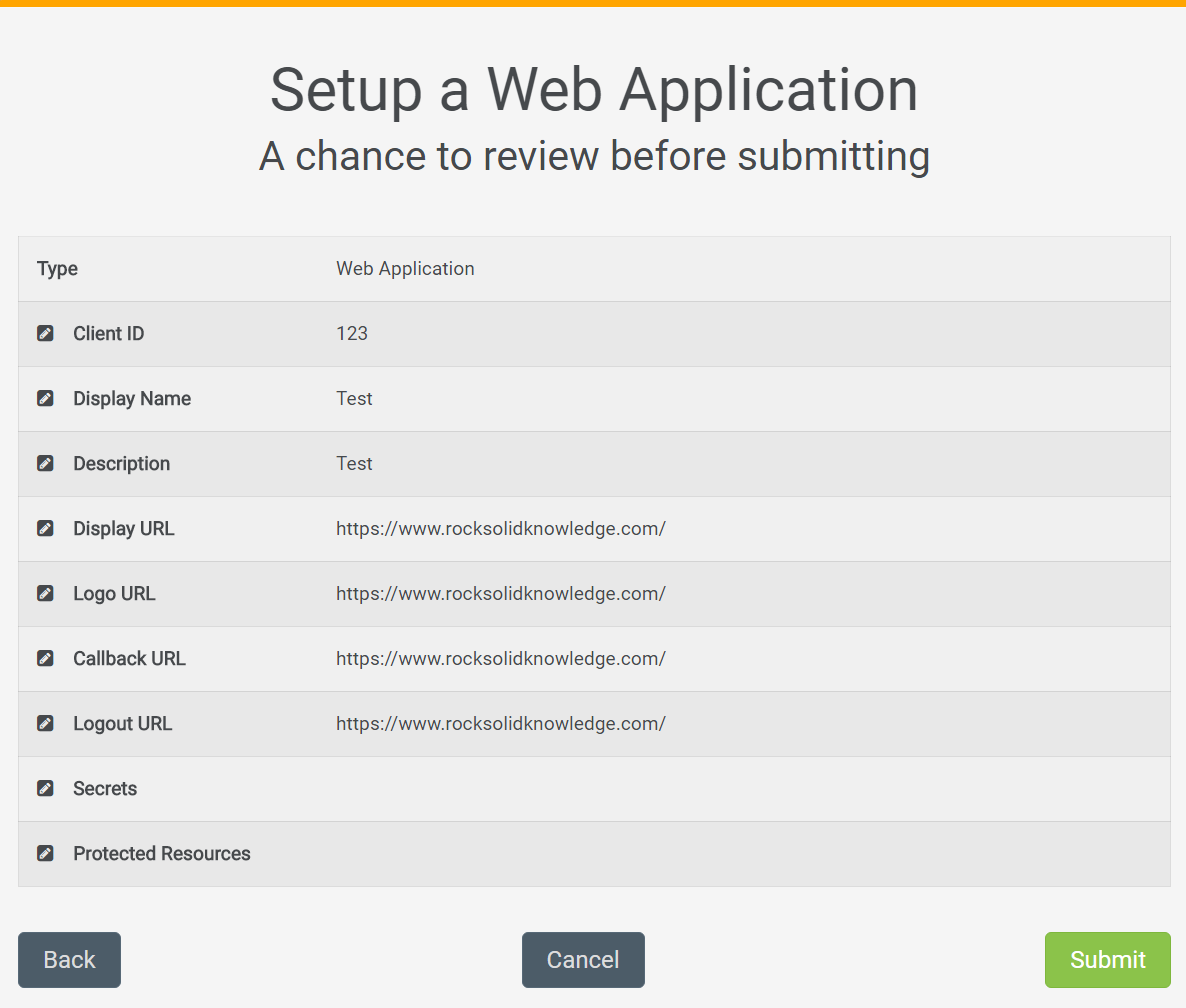 Setup a Web Application
A chance to review before submitting
Type Web Application
Client ID 123
Display Name Test
Description Test
Display URL https://www.rocksolidknowledge.com/
Logo URL https://www.rocksolidknowledge.com/
Callback URL https://www.rocksolidknowledge.com/
Logout URL https://www.rocksolidknowledge.com/
Secrets
Protected Resources
Back Cancel Submit